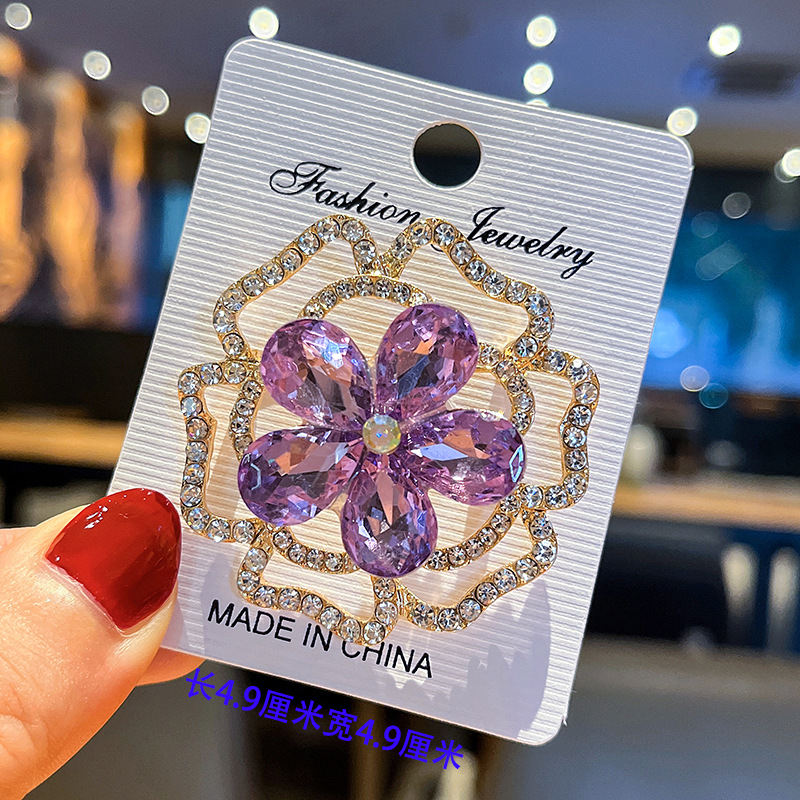 Fashion Jewelry
MADE IN CHINA
长4.9厘米宽4.9厘米